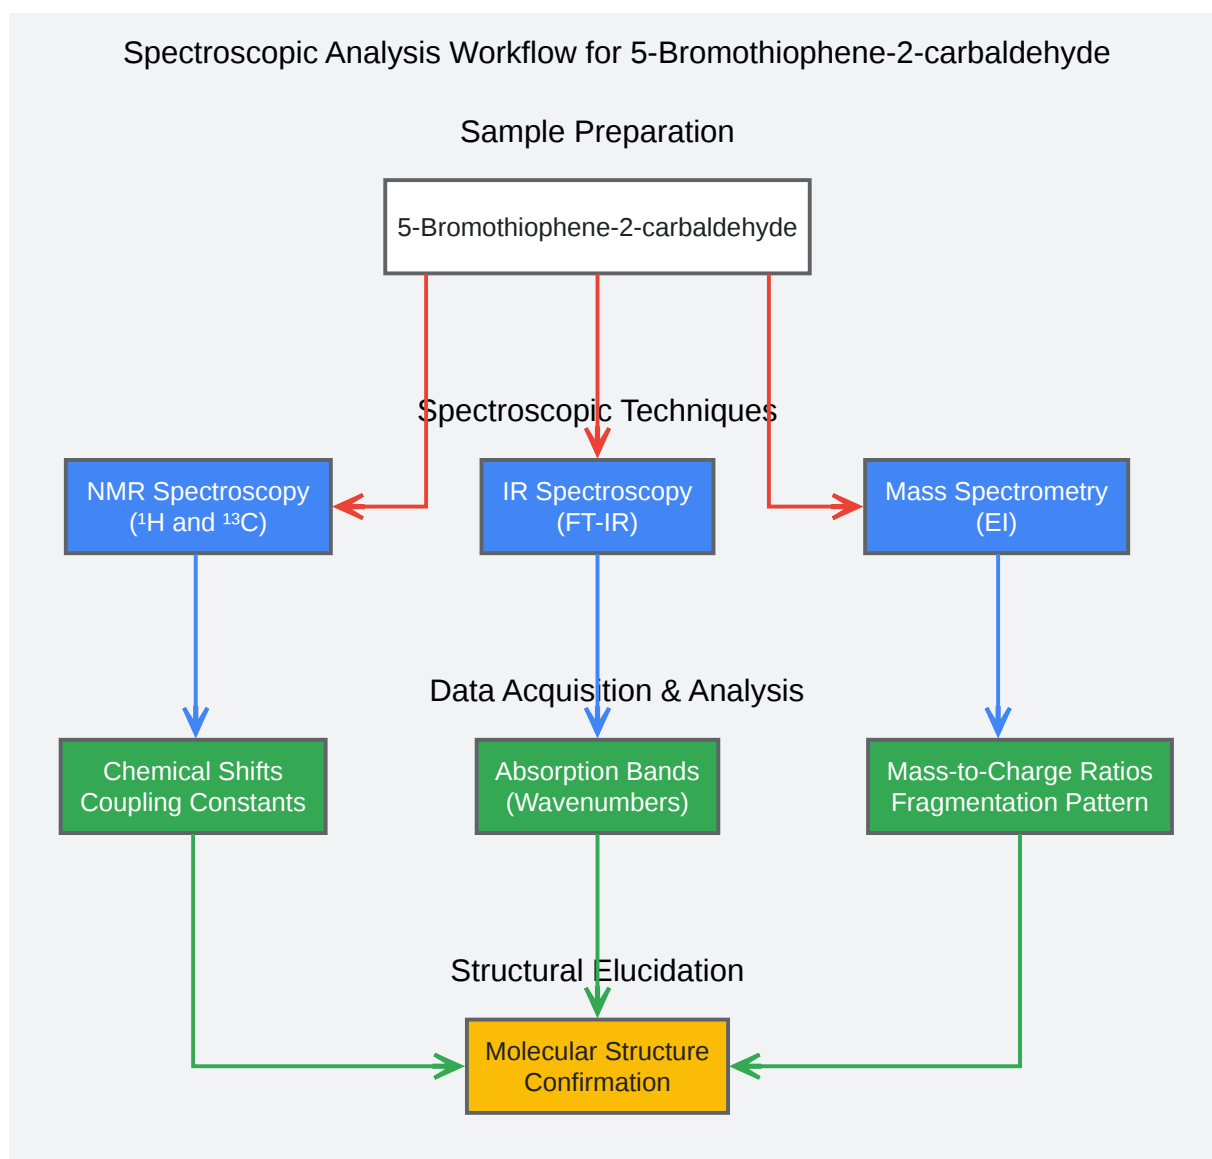 Spectroscopic Analysis Workflow for 5-Bromothiophene-2-carbaldehyde
Sample Preparation
5-Bromothiophene-2-carbaldehyde
Spectroscopic Techniques
NMR Spectroscopy
(¹H and ¹³C)
IR Spectroscopy
(FT-IR)
Mass Spectrometry
(EI)
Data Acquisition & Analysis
Chemical Shifts
Coupling Constants
Absorption Bands
(Wavenumbers)
Mass-to-Charge Ratios
Fragmentation Pattern
Structural Elucidation
Molecular Structure
Confirmation